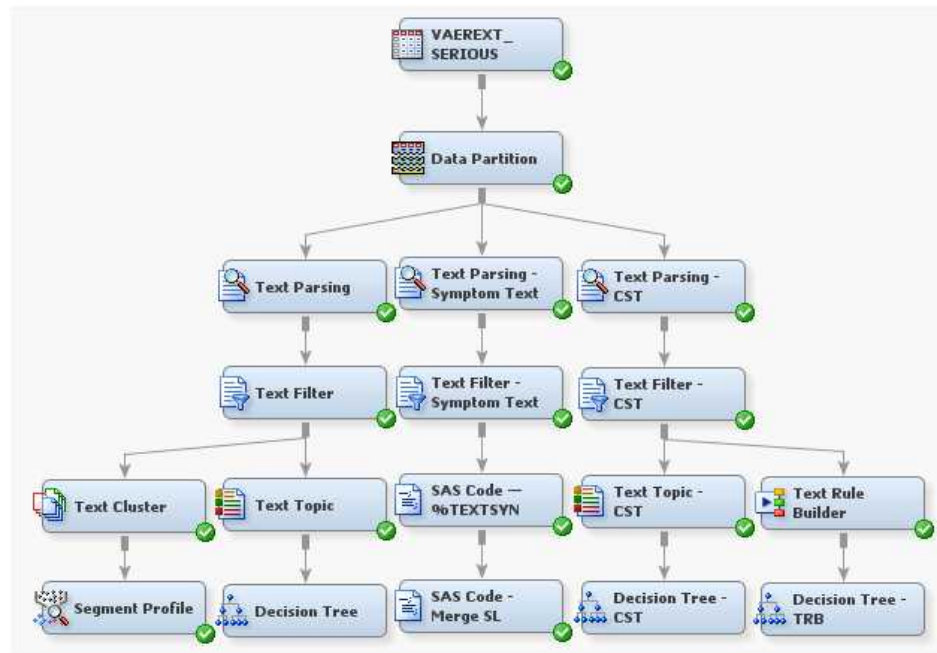 VAEREXT_
SERIOUS
Data Partition
Text Parsing
Text Parsing -
Symptom Text
Text Parsing -
CST
Text Filter
Text Filter -
Symptom Text
Text Filter -
CST
Text Cluster
Text Topic
SAS Code —
%TEXTSYN
Text Topic -
CST
Text Rule
Builder
Segment Profile
Decision Tree
SAS Code -
Merge SL
Decision Tree -
CST
Decision Tree -
TRB